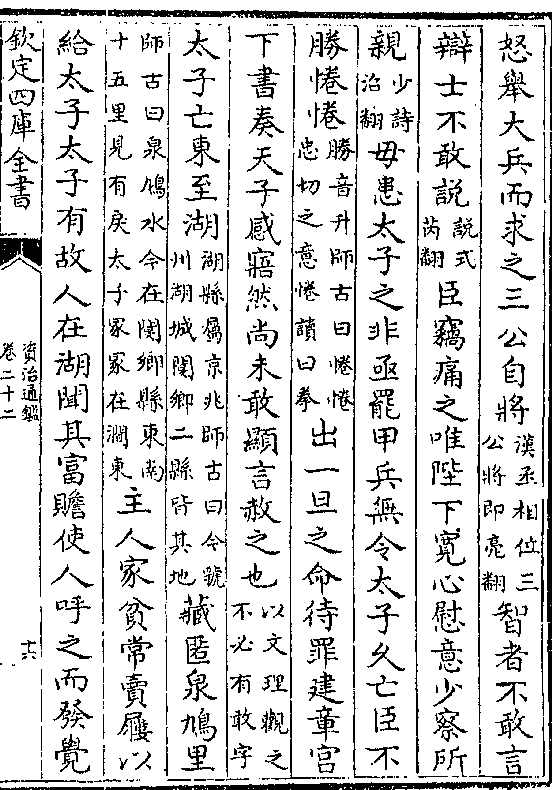 怒舉大兵而求之三公自將漢丞相位三公將即亮翻智者不敢言
辯士不敢説説式芮翻臣竊痛之唯陛下寬心慰意少察所
親少詩沼翻毋患太子之非亟罷甲兵無令太子久亡臣不
勝惓惓勝音升師古曰惓惓忠切之意惓讀曰拳出一旦之命待罪建章宫
下書奏天子感寤然尚未敢顯言赦之也以文理觀之不必有敢字
太子亡東至湖湖縣屬京兆師古曰今虢州湖城閿鄉二縣皆其地藏匿泉鳩里
師古曰泉鳩水今在閿鄉縣東南十五里見有戾太子冢冢在澗東主人家貧常賣屨以
給太子太子有故人在湖聞其富贍使人呼之而發覺
欽定四庫全書
資治通鑑
卷二十二
十六